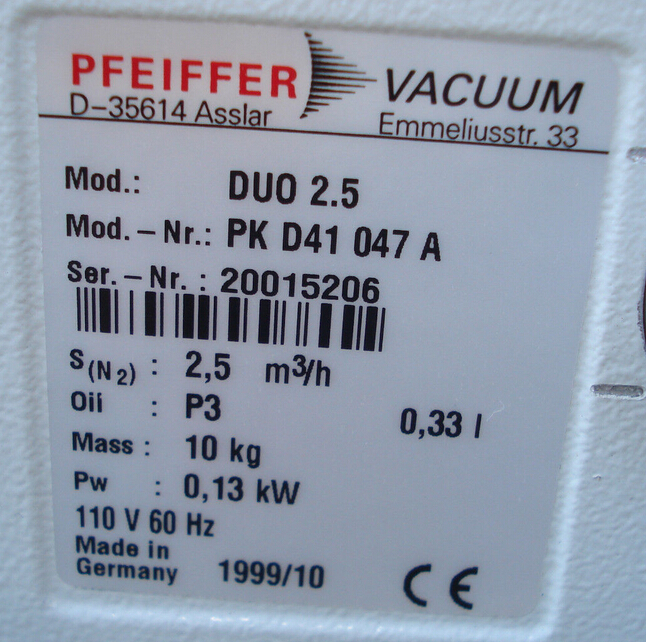 PFEIFFER VACUUM
D-35614 Asslar Emmeliusstr. 33
Mod.: DUO 2.5
Mod. - Nr.: PK D41 047 A
Ser. - Nr. : 20015206
S(N2) : 2,5 m³/h
Oil : P3 0,33 l
Mass : 10 kg
Pw : 0,13 kW
110 V 60 Hz
Made in
Germany 1999/10 CE